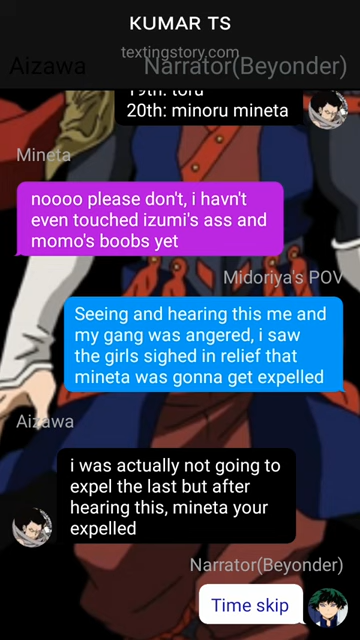 KUMAR TS
textingstory.com
Aizawa
Narrator(Beyonder)
19th: toru
20th: minoru mineta
Mineta
noooo please don't, i havn't
even touched izumi's ass and
momo's boobs yet
Midoriya's POV
Seeing and hearing this me and
my gang was angered, i saw
the girls sighed in relief that
mineta was gonna get expelled
Aizawa
i was actually not going to
expel the last but after
hearing this, mineta your
expelled
Narrator(Beyonder)
Time skip